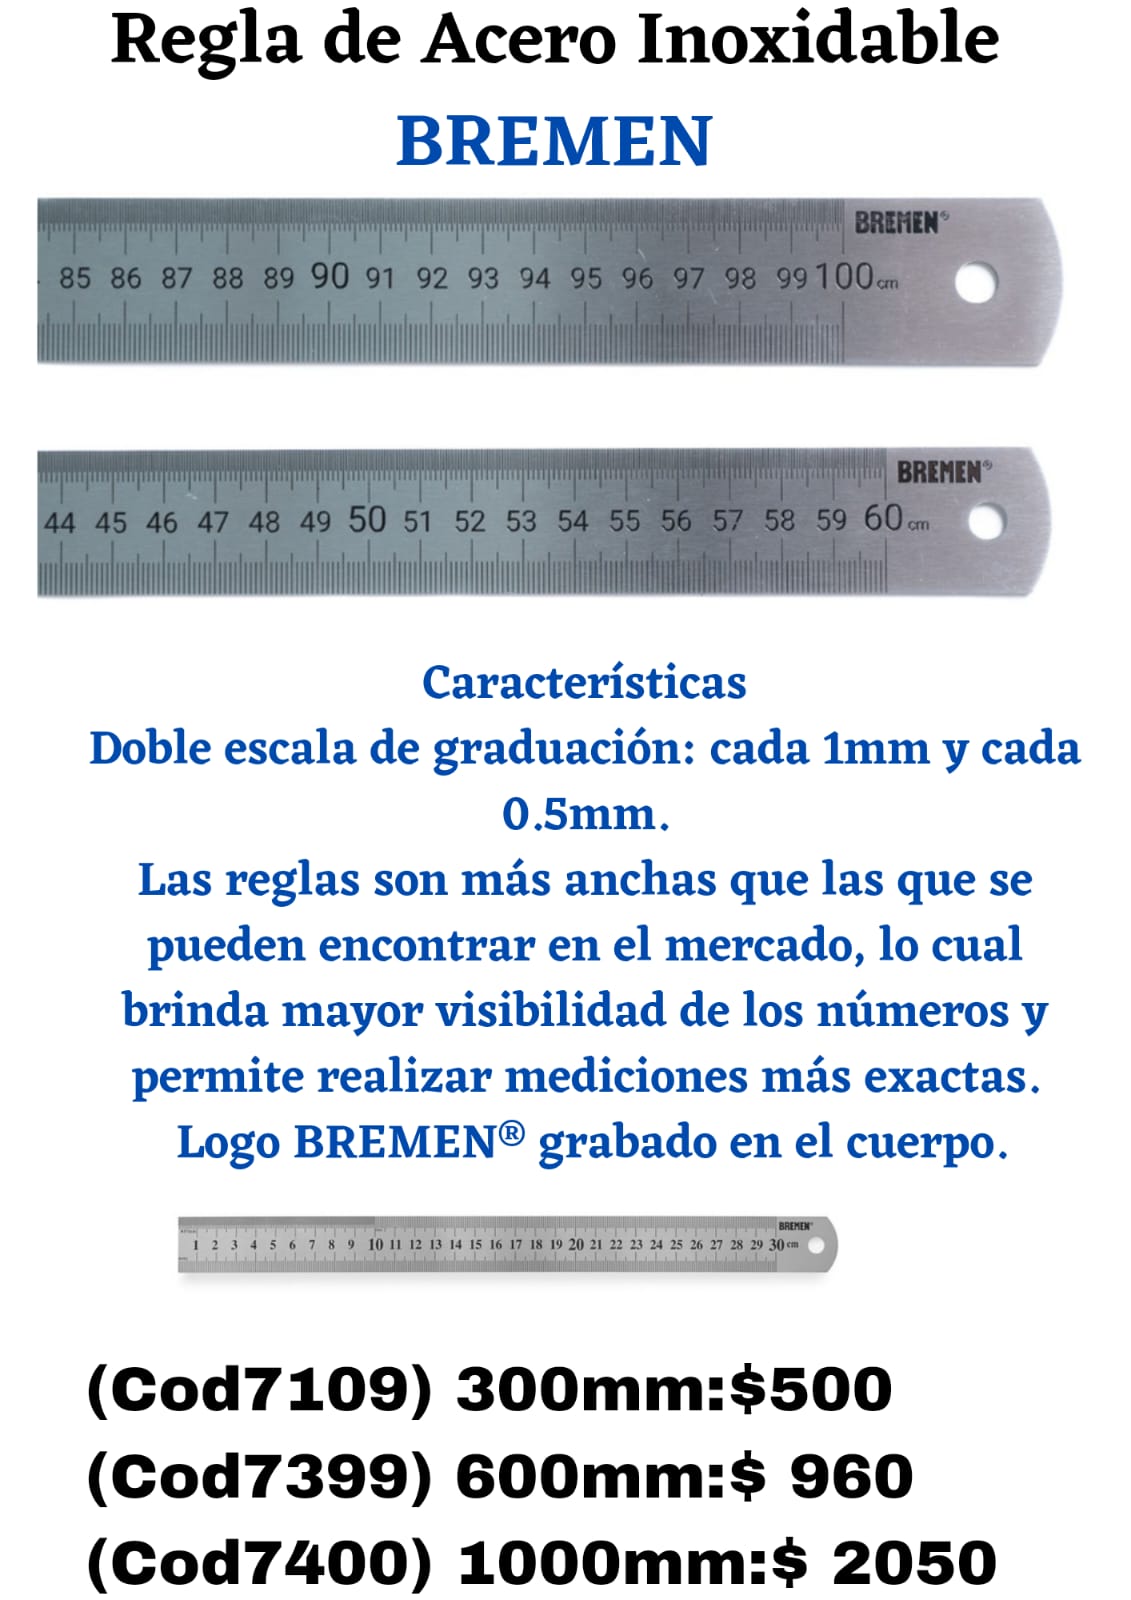 Regla de Acero Inoxidable
BREMEN
BREMEN®
85 86 87 88 89 90 91 92 93 94 95 96 97 98 99 100 cm
BREMEN®
44 45 46 47 48 49 50 51 52 53 54 55 56 57 58 59 60 cm
Características
Doble escala de graduación: cada 1mm y cada
0.5mm.
Las reglas son más anchas que las que se
pueden encontrar en el mercado, lo cual
brinda mayor visibilidad de los números y
permite realizar mediciones más exactas.
Logo BREMEN® grabado en el cuerpo.
BREMEN®
1 2 3 4 5 6 7 8 9 10 11 12 13 14 15 16 17 18 19 20 21 22 23 24 25 26 27 28 29 30 cm
(Cod7109) 300mm:$500
(Cod7399) 600mm:$ 960
(Cod7400) 1000mm:$ 2050